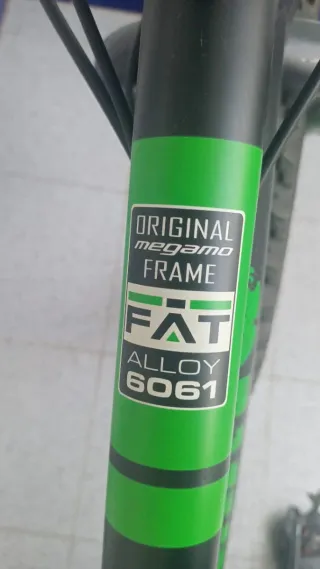 ORIGINAL
megamo
FRAME
FAT
ALLOY
6061